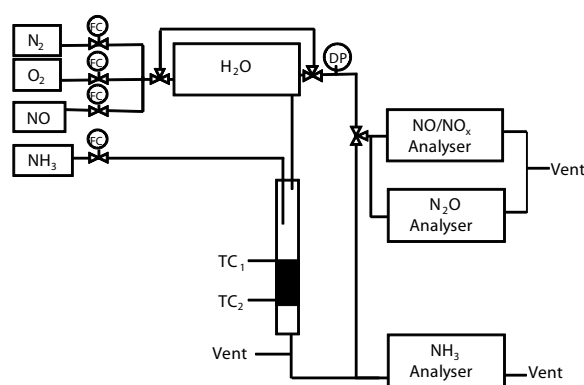 N₂
FC
O₂
FC
NO
FC
NH₃
FC
H₂O
DP
NO/NOₓ
Analyser
N₂O
Analyser
Vent
TC₁
TC₂
Vent
NH₃
Analyser
Vent